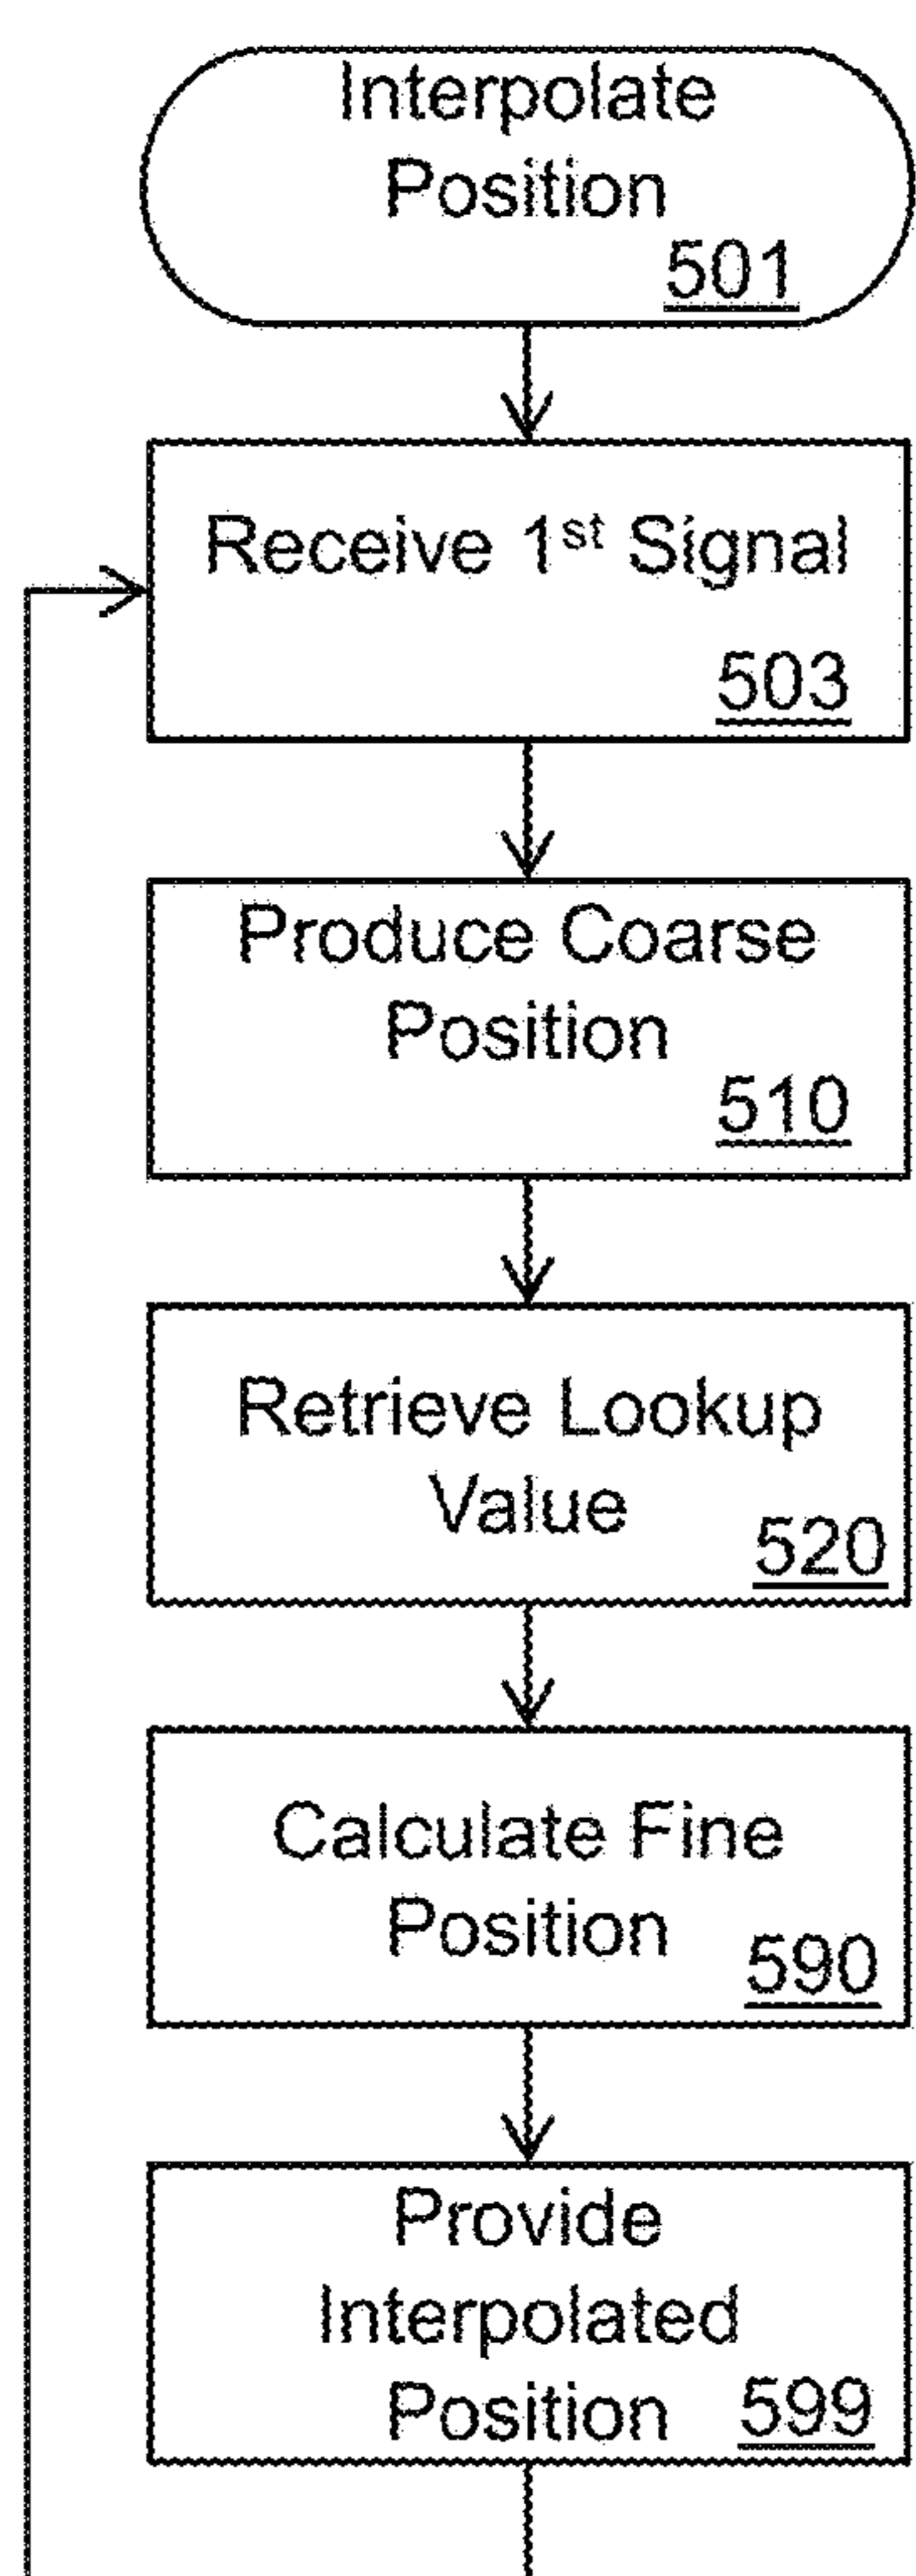 Interpolate
Position
501
Receive 1st Signal
503
Produce Coarse
Position
510
Retrieve Lookup
Value
520
Calculate Fine
Position
590
Provide
Interpolated
Position
599